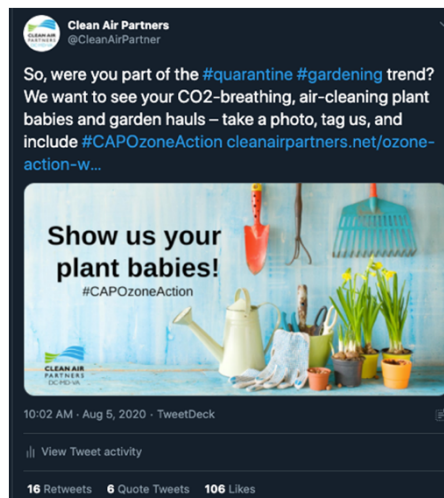 Clean Air Partners
@CleanAirPartner
So, were you part of the #quarantine #gardening trend?
We want to see your CO2-breathing, air-cleaning plant
babies and garden hauls – take a photo, tag us, and
include #CAPOzoneAction cleanairpartners.net/ozone-
action-w...
Show us your
plant babies!
#CAPOzoneAction
CLEAN AIR
PARTNERS
DC-MD-VA
10:02 AM · Aug 5, 2020 · TweetDeck
View Tweet activity
16 Retweets 6 Quote Tweets 106 Likes